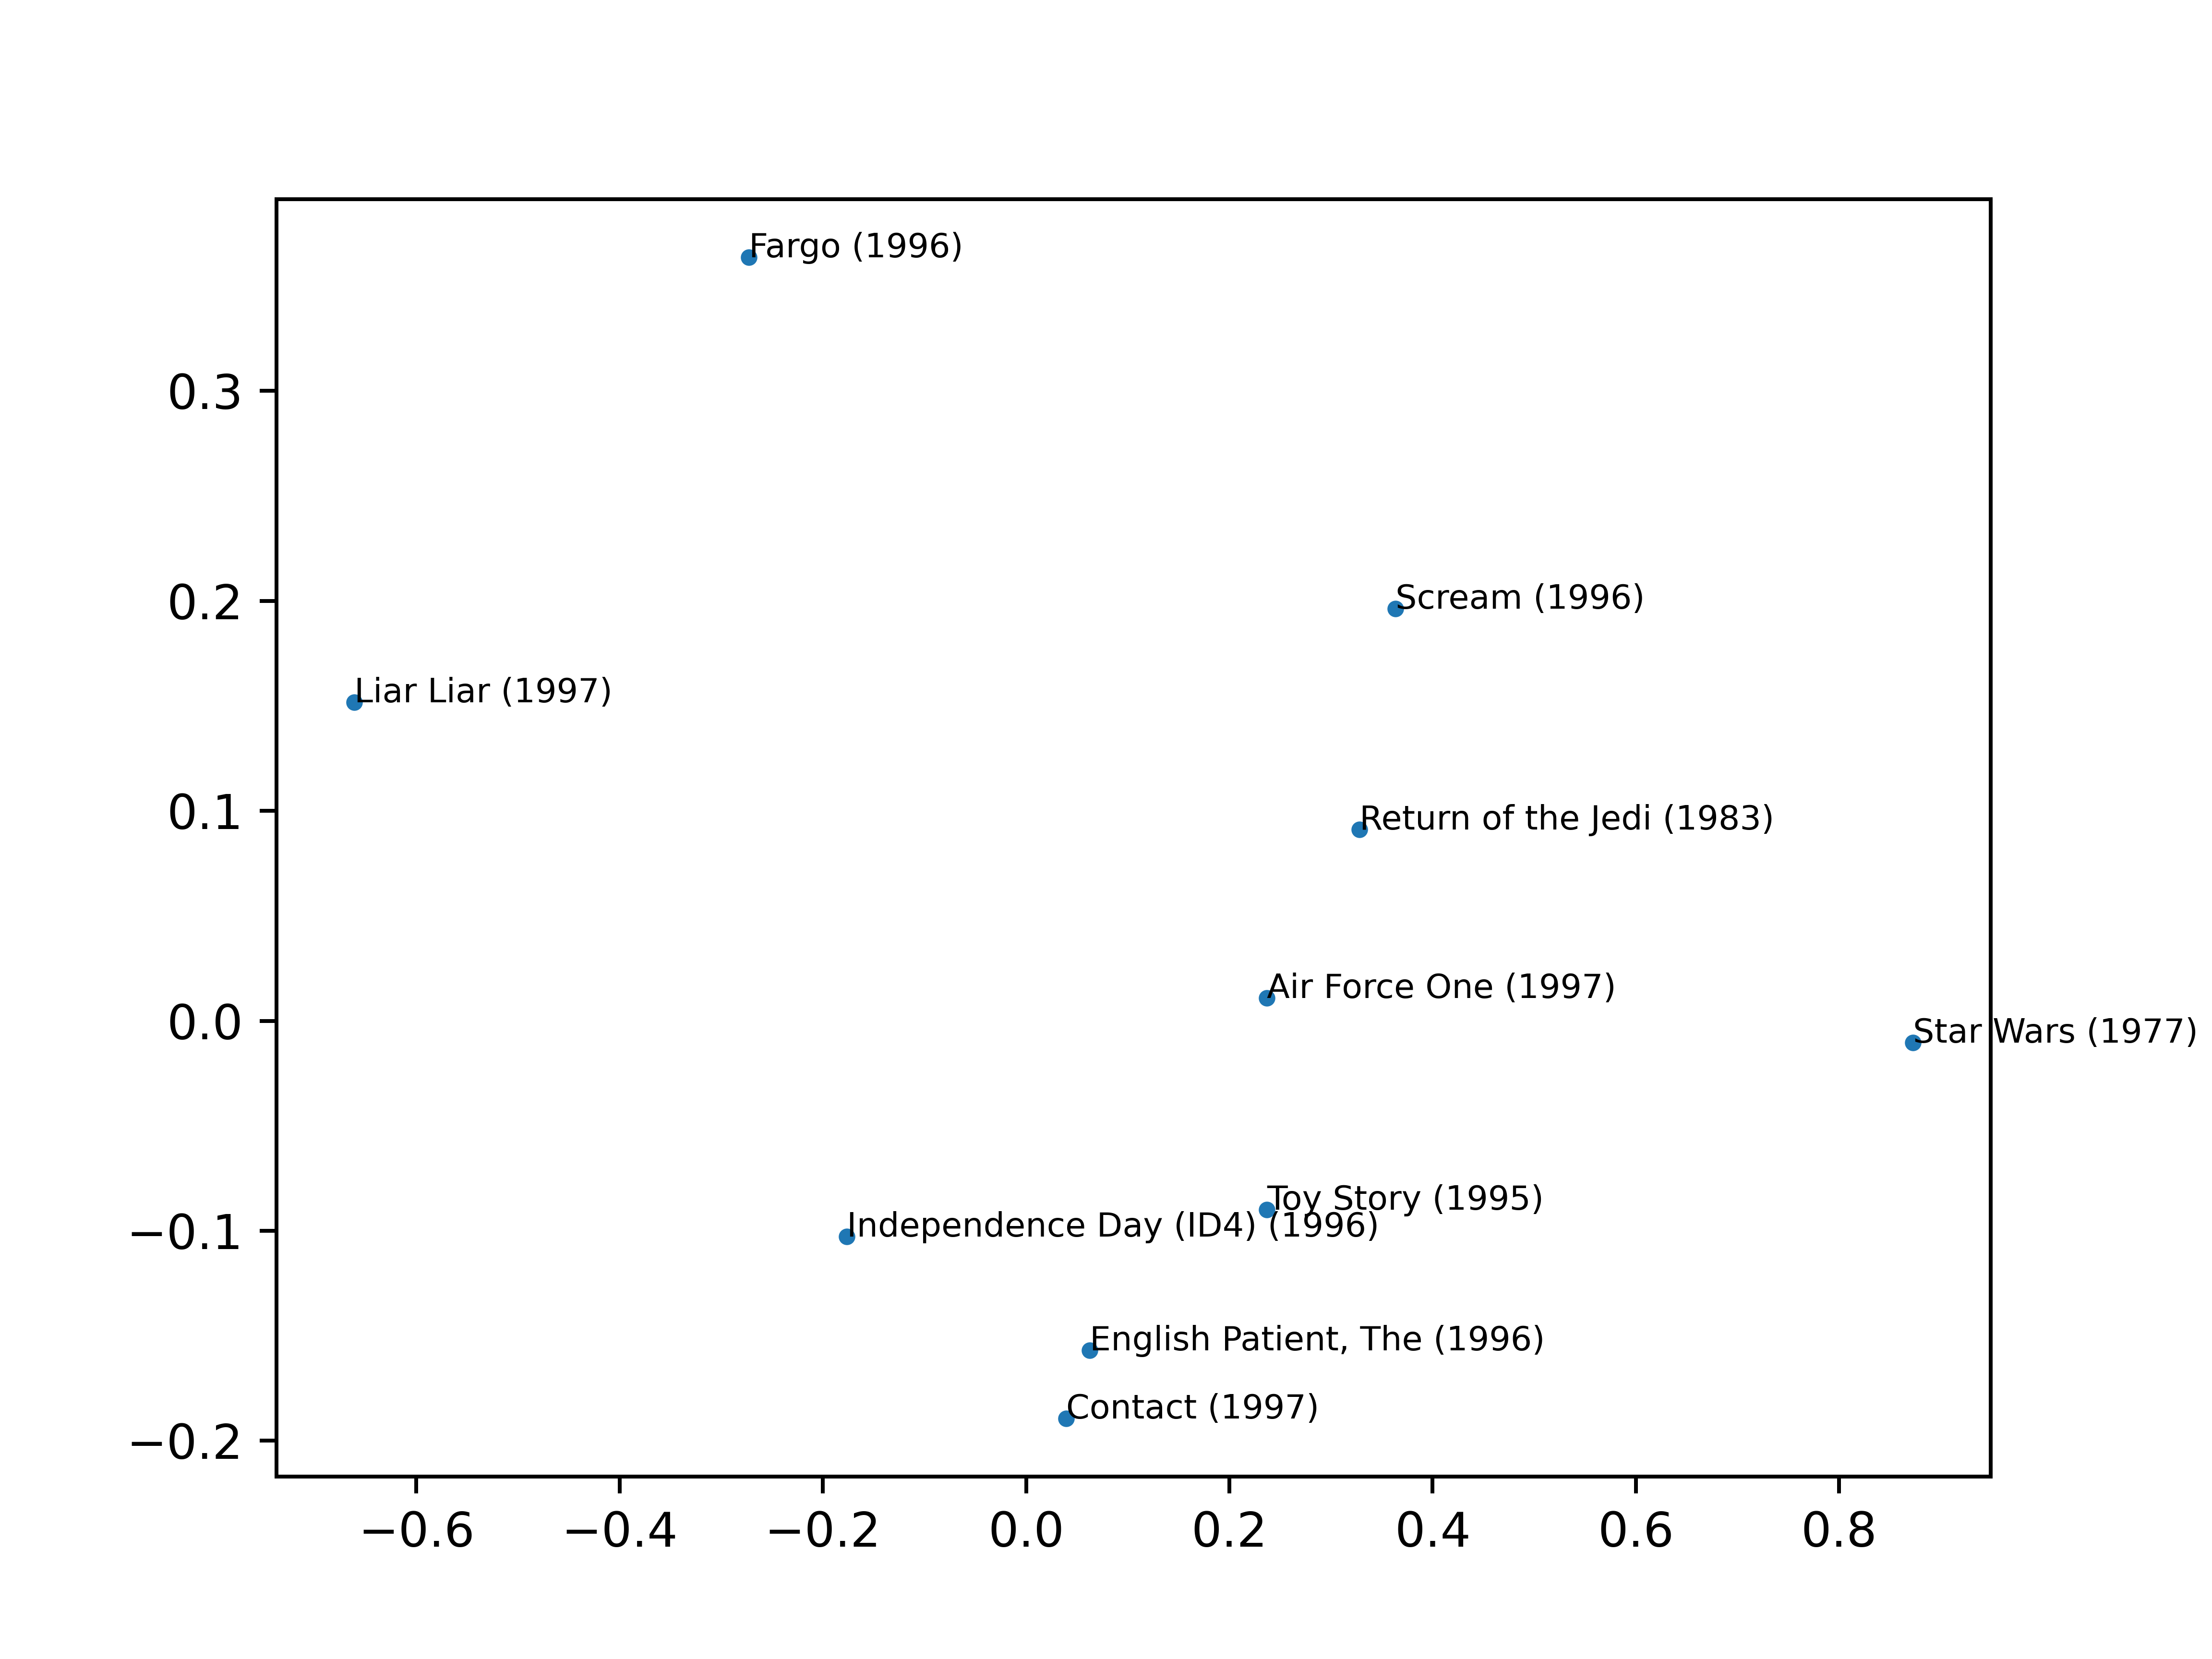 Fargo (1996)
0.3
Scream (1996)
0.2
Liar Liar (1997)
Return of the Jedi (1983)
0.1
Air Force One (1997)
0.0
Star Wars (1977)
Toy Story (1995)
Independence Day (ID4) (1996)
−0.1
English Patient, The (1996)
Contact (1997)
−0.2
−0.6 −0.4 −0.2 0.0 0.2 0.4 0.6 0.8